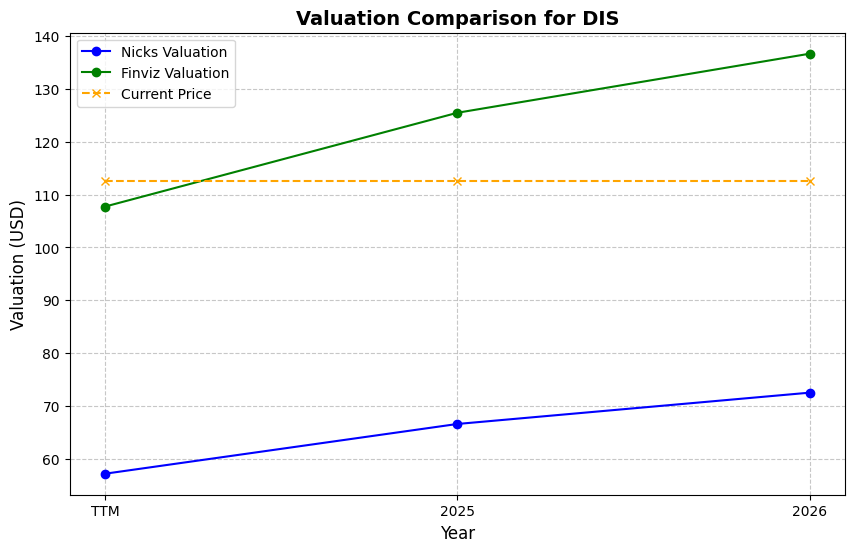 Valuation Comparison for DIS
Nicks Valuation
Finviz Valuation
Current Price
Valuation (USD)
140
130
120
110
100
90
80
70
60
TTM
2025
2026
Year